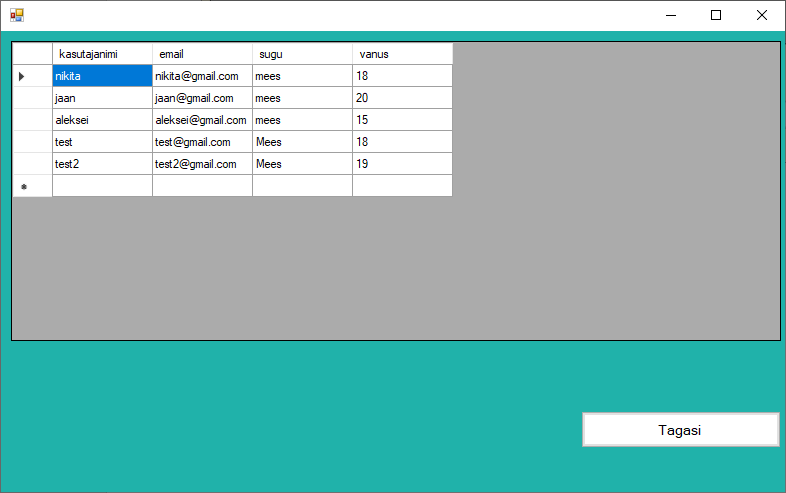 kasutajanimi email sugu vanus
nikita nikita@gmail.com mees 18
jaan jaan@gmail.com mees 20
aleksei aleksei@gmail.com mees 15
test test@gmail.com Mees 18
test2 test2@gmail.com Mees 19
Tagasi